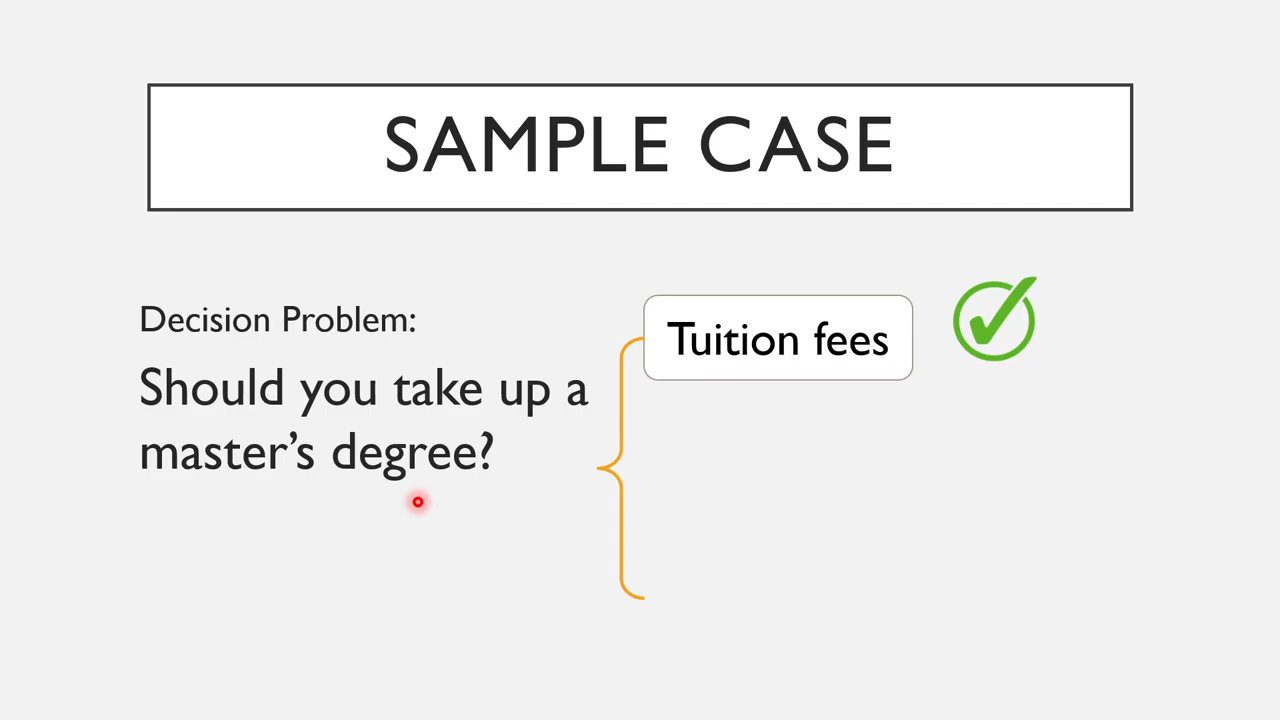 SAMPLE CASE
Decision Problem:
Should you take up a
master’s degree?
Tuition fees